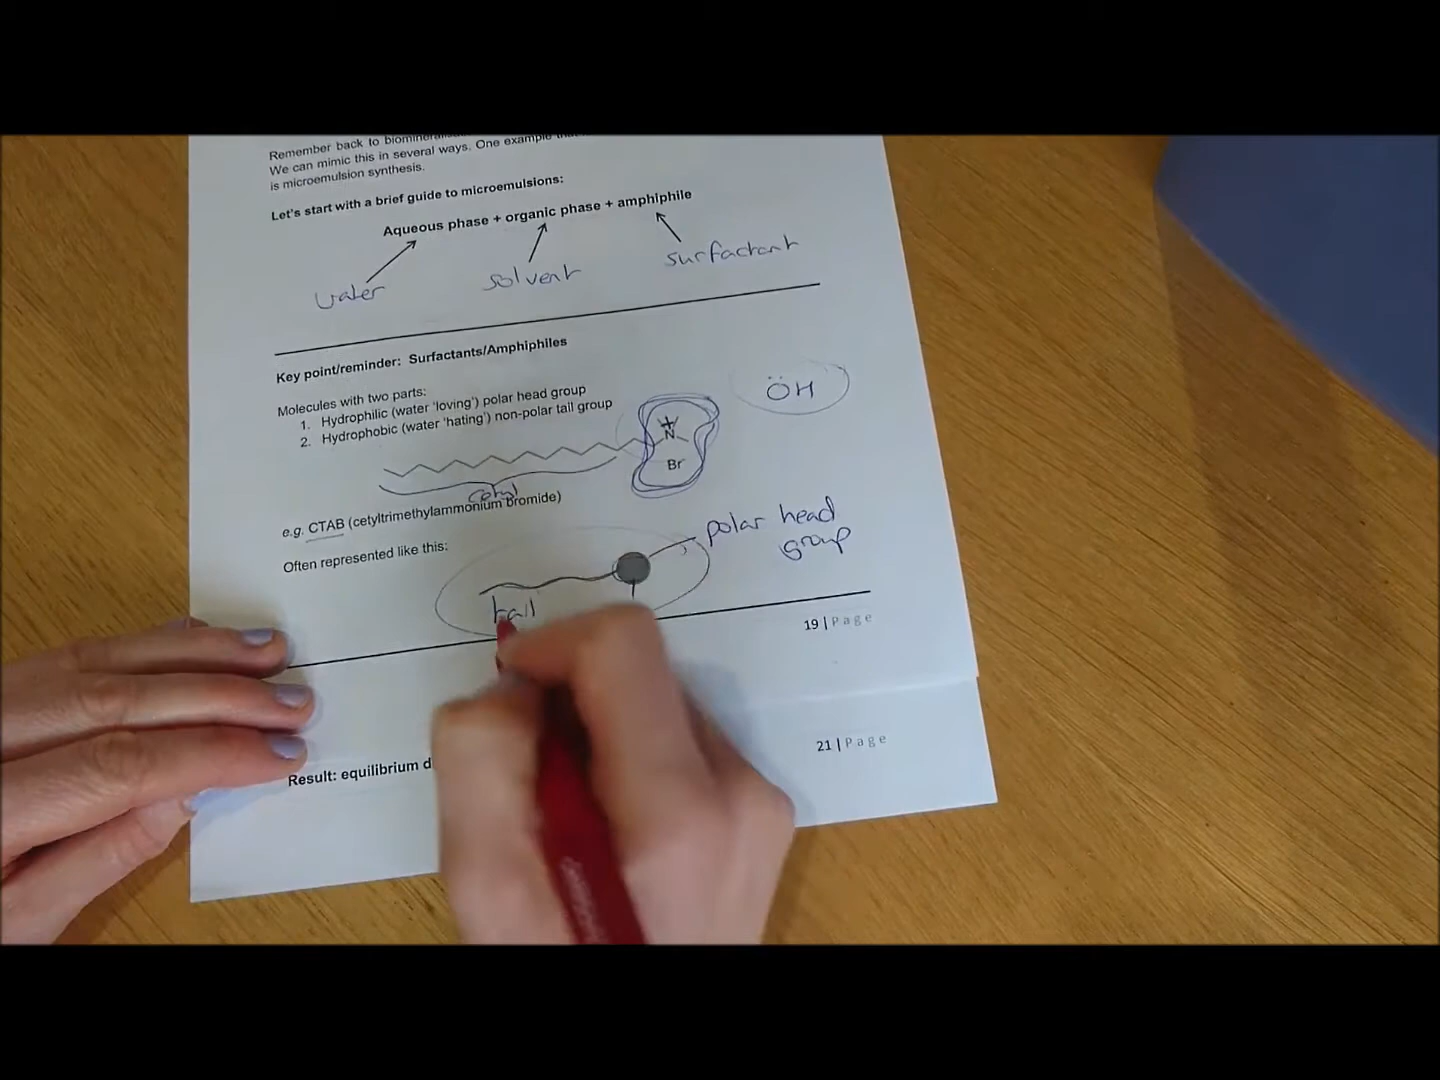 Remember back to
We can mimic this in several ways. One example
is microemulsion synthesis.
Let's start with a brief guide to microemulsions:
Aqueous phase + organic phase + amphiphile
water solvent surfactant
Key point/reminder: Surfactants/Amphiphiles
Molecules with two parts:
1. Hydrophilic (water 'loving') polar head group
2. Hydrophobic (water 'hating') non-polar tail group
ÖH
N
Br
cetyl
e.g. CTAB (cetyltrimethylammonium bromide)
Often represented like this:
polar head
group
tail
19 | Page
21 | Page
Result: equilibrium d